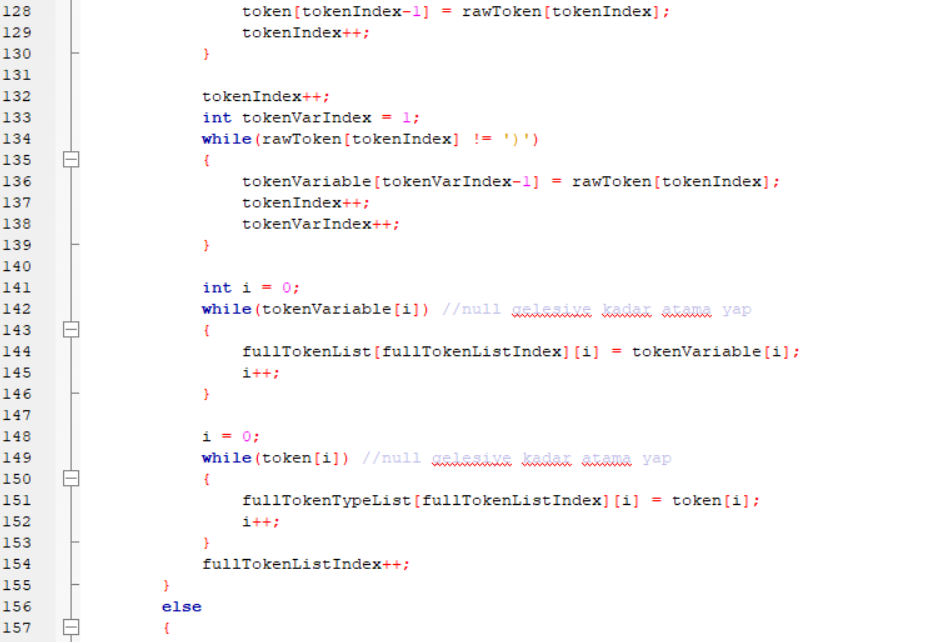 128 token[tokenIndex-1] = rawToken[tokenIndex];
129 tokenIndex++;
130 }
131
132 tokenIndex++;
133 int tokenVarIndex = 1;
134 while(rawToken[tokenIndex] != ')')
135 {
136 tokenVariable[tokenVarIndex-1] = rawToken[tokenIndex];
137 tokenIndex++;
138 tokenVarIndex++;
139 }
140
141 int i = 0;
142 while(tokenVariable[i]) //null gelesiye kadar atama yap
143 {
144 fullTokenList[fullTokenListIndex][i] = tokenVariable[i];
145 i++;
146 }
147
148 i = 0;
149 while(token[i]) //null gelesiye kadar atama yap
150 {
151 fullTokenTypeList[fullTokenListIndex][i] = token[i];
152 i++;
153 }
154 fullTokenListIndex++;
155 }
156 else
157 {